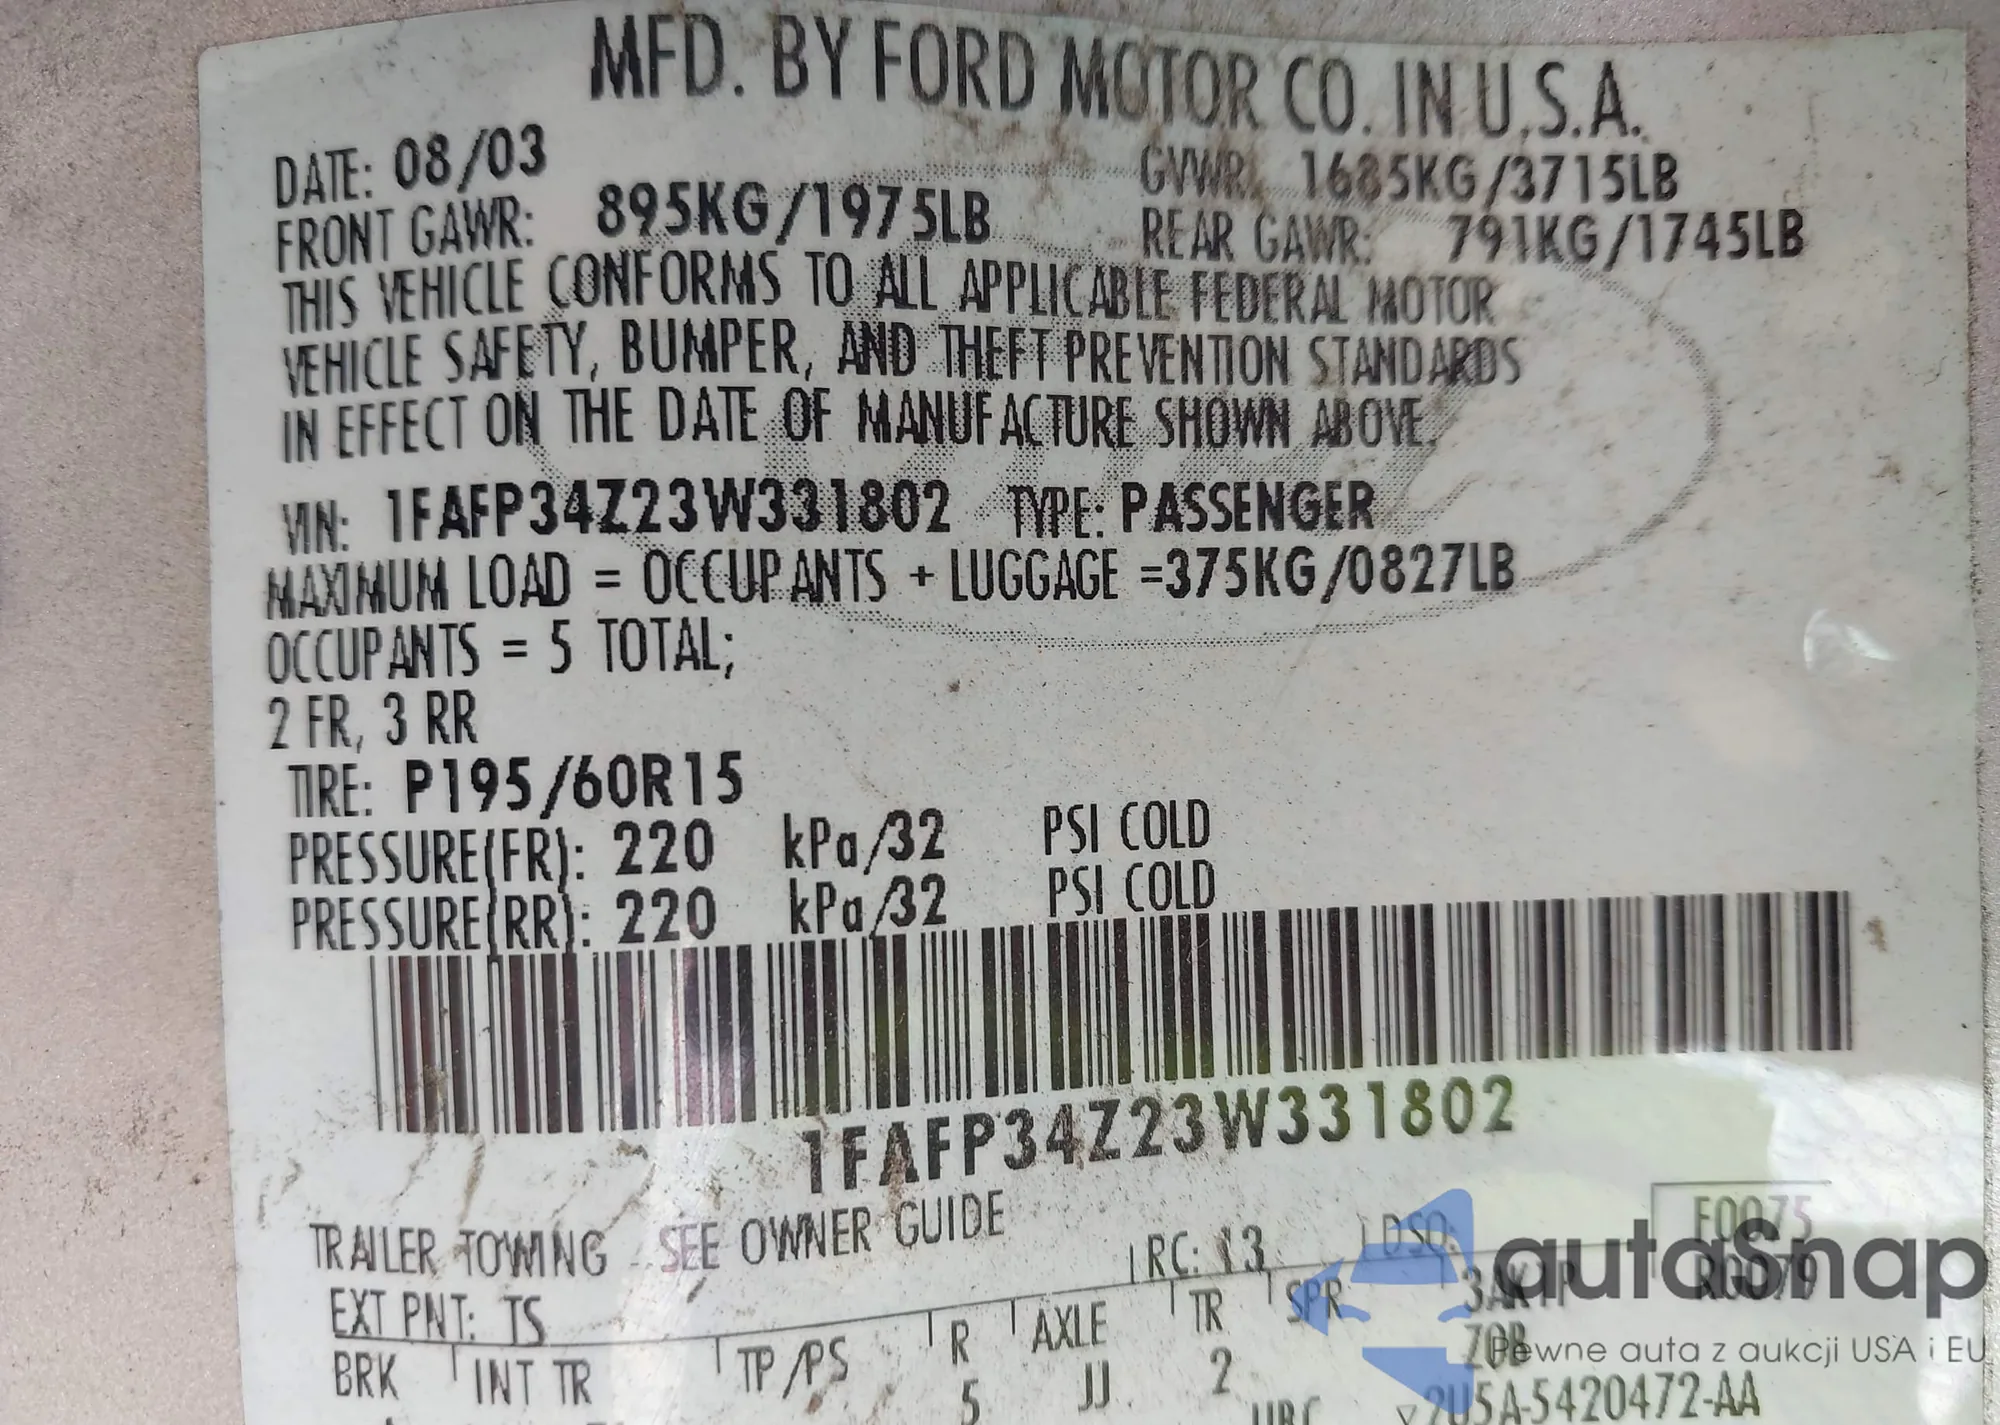 MFD. BY FORD MOTOR CO. IN U.S.A.
DATE: 08/03 GVWR: 1685KG/3715LB
FRONT GAWR: 895KG/1975LB REAR GAWR: 791KG/1745LB
THIS VEHICLE CONFORMS TO ALL APPLICABLE FEDERAL MOTOR
VEHICLE SAFETY, BUMPER, AND THEFT PREVENTION STANDARDS
IN EFFECT ON THE DATE OF MANUFACTURE SHOWN ABOVE.
VIN: 1FAFP34Z23W331802 TYPE: PASSENGER
MAXIMUM LOAD = OCCUPANTS + LUGGAGE =375KG/0827LB
OCCUPANTS = 5 TOTAL;
2 FR, 3 RR
TIRE: P195/60R15
PRESSURE(FR): 220 kPa/32 PSI COLD
PRESSURE(RR): 220 kPa/32 PSI COLD
1FAFP34Z23W331802
TRAILER TOWING - SEE OWNER GUIDE
F0075
EXT PNT: TS RC: 13 DSO: R0079
BRK INT TR TP/PS R AXLE TR SPR
5 JJ 2
2U5A-5420472-AA
autaSnap
Pewne auta z aukcji USA i EU